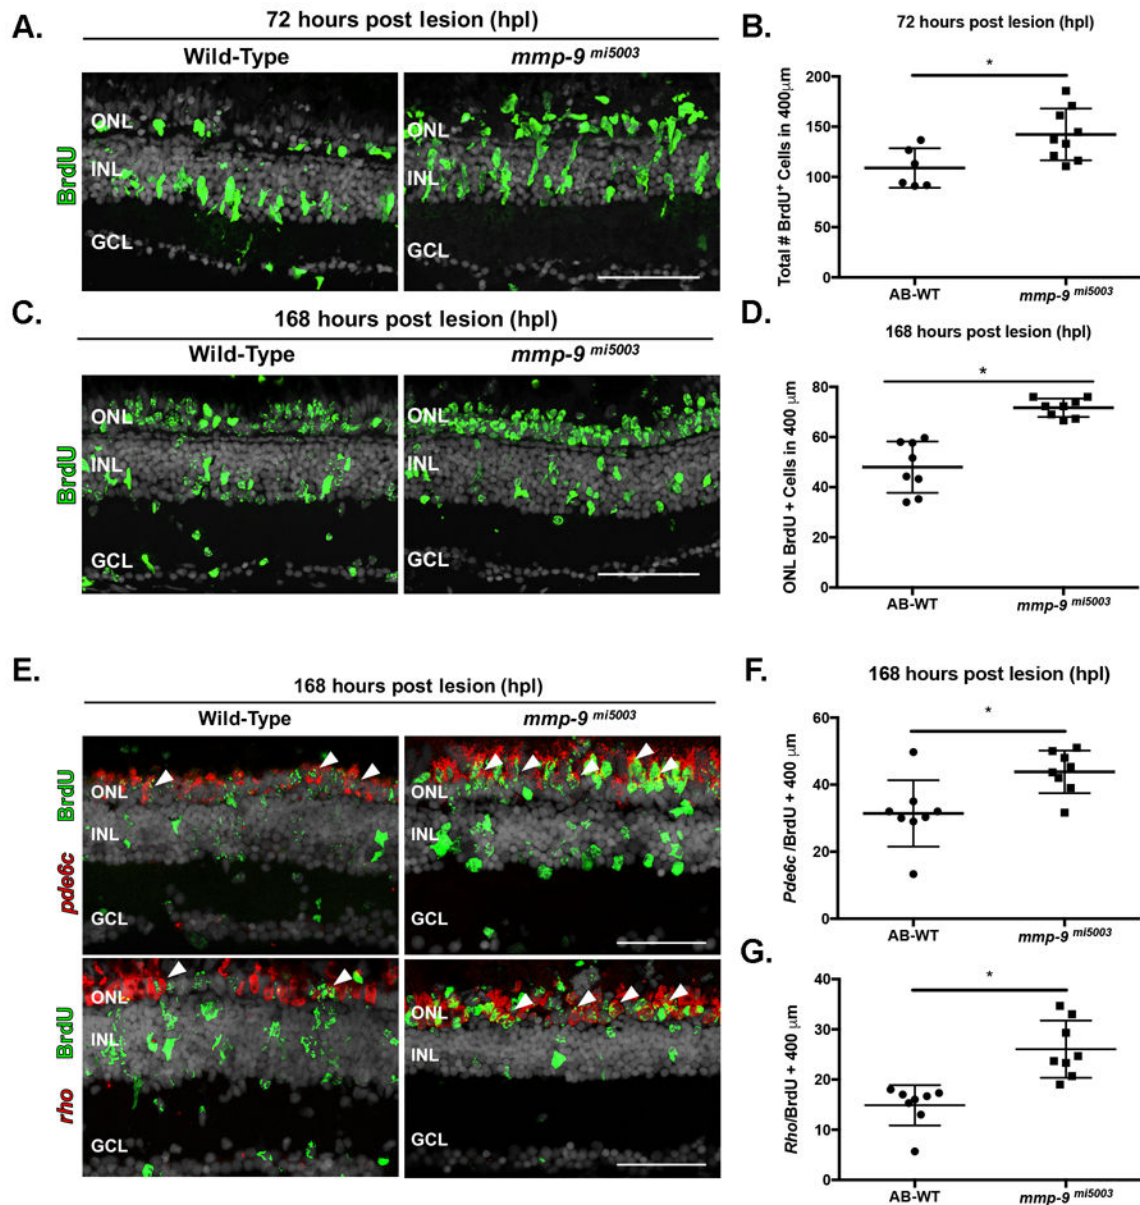 A.
72 hours post lesion (hpl)
Wild-Type
mmp-9 mi5003
BrdU
ONL
INL
GCL
ONL
INL
GCL
B.
72 hours post lesion (hpl)
*
Total # BrdU+ Cells in 400µm
200
150
100
50
0
AB-WT
mmp-9 mi5003
C.
168 hours post lesion (hpl)
Wild-Type
mmp-9 mi5003
BrdU
ONL
INL
GCL
ONL
INL
GCL
D.
168 hours post lesion (hpl)
*
ONL BrdU + Cells in 400 µm
80
60
40
20
0
AB-WT
mmp-9 mi5003
E.
168 hours post lesion (hpl)
Wild-Type
mmp-9 mi5003
pde6c BrdU
ONL
INL
GCL
ONL
INL
GCL
rho BrdU
ONL
INL
GCL
ONL
INL
GCL
F.
168 hours post lesion (hpl)
*
Pde6c /BrdU + 400 µm
60
40
20
0
AB-WT
mmp-9 mi5003
G.
*
Rho/BrdU + 400 µm
40
30
20
10
0
AB-WT
mmp-9 mi5003